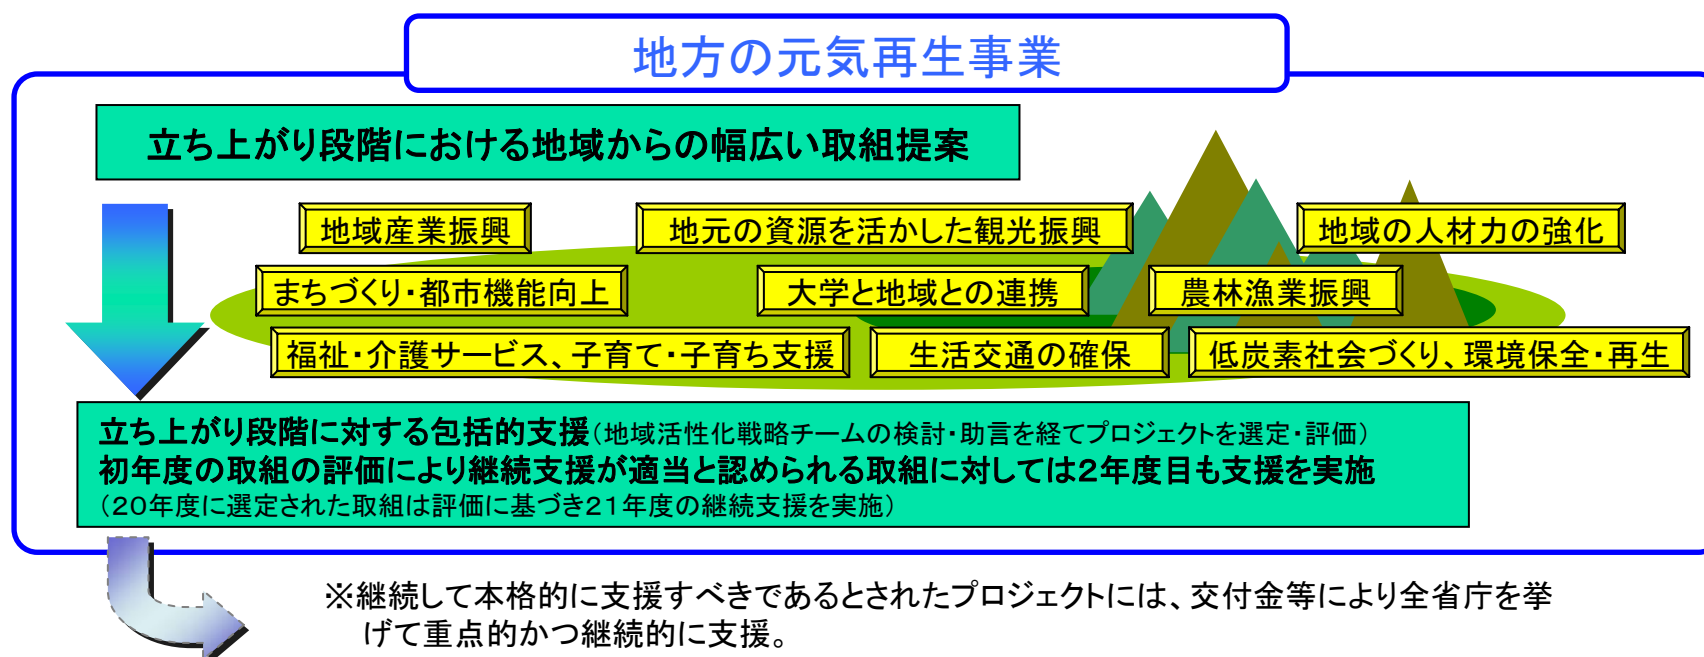 地方の元気再生事業
立ち上がり段階における地域からの幅広い取組提案
地域産業振興
地元の資源を活かした観光振興
地域の人材力の強化
まちづくり・都市機能向上
大学と地域との連携
農林漁業振興
福祉・介護サービス、子育て・子育ち支援
生活交通の確保
低炭素社会づくり、環境保全・再生
立ち上がり段階に対する包括的支援（地域活性化戦略チームの検討・助言を経てプロジェクトを選定・評価）
初年度の取組の評価により継続支援が適当と認められる取組に対しては２年度目も支援を実施
（２０年度に選定された取組は評価に基づき２１年度の継続支援を実施）
※継続して本格的に支援すべきであるとされたプロジェクトには、交付金等により全省庁を挙
げて重点的かつ継続的に支援。